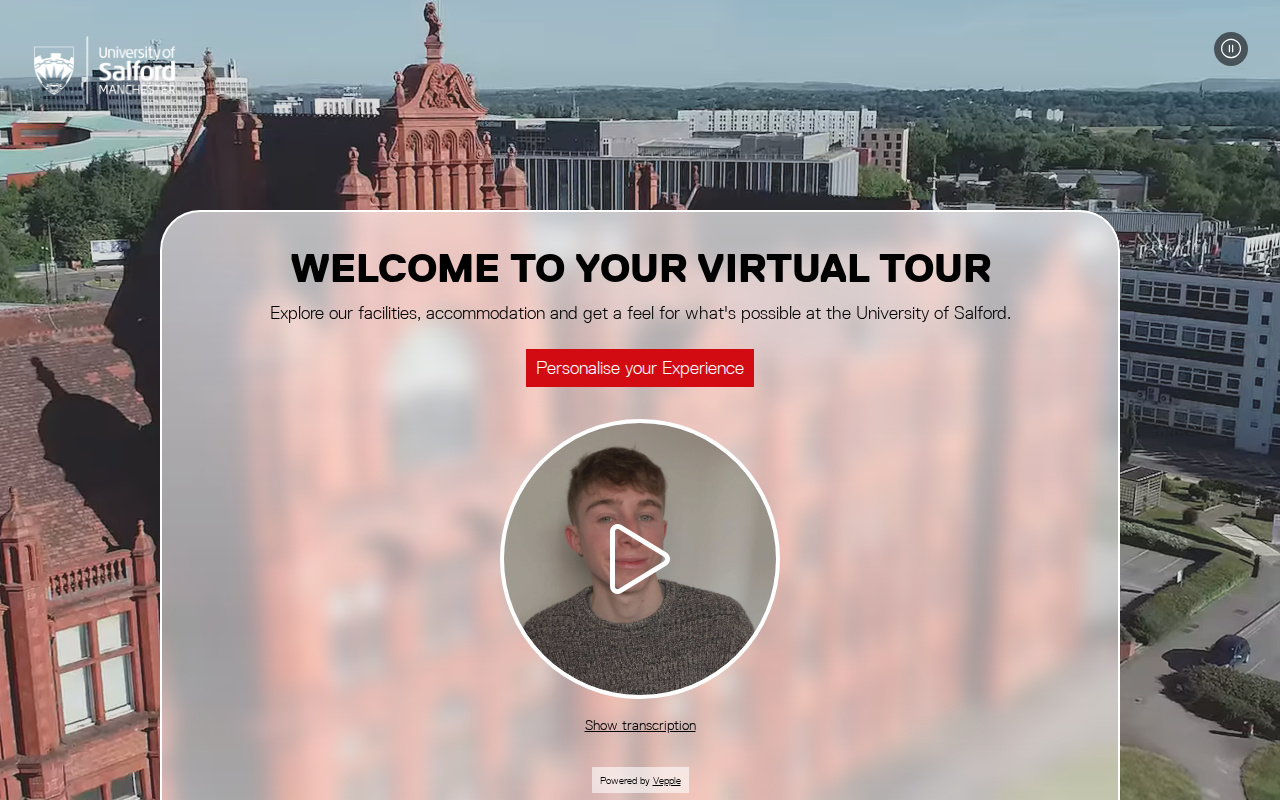 University of
Salford
MANCHESTER
WELCOME TO YOUR VIRTUAL TOUR
Explore our facilities, accommodation and get a feel for what's possible at the University of Salford.
Personalise your Experience
Show transcription
Powered by Vepple